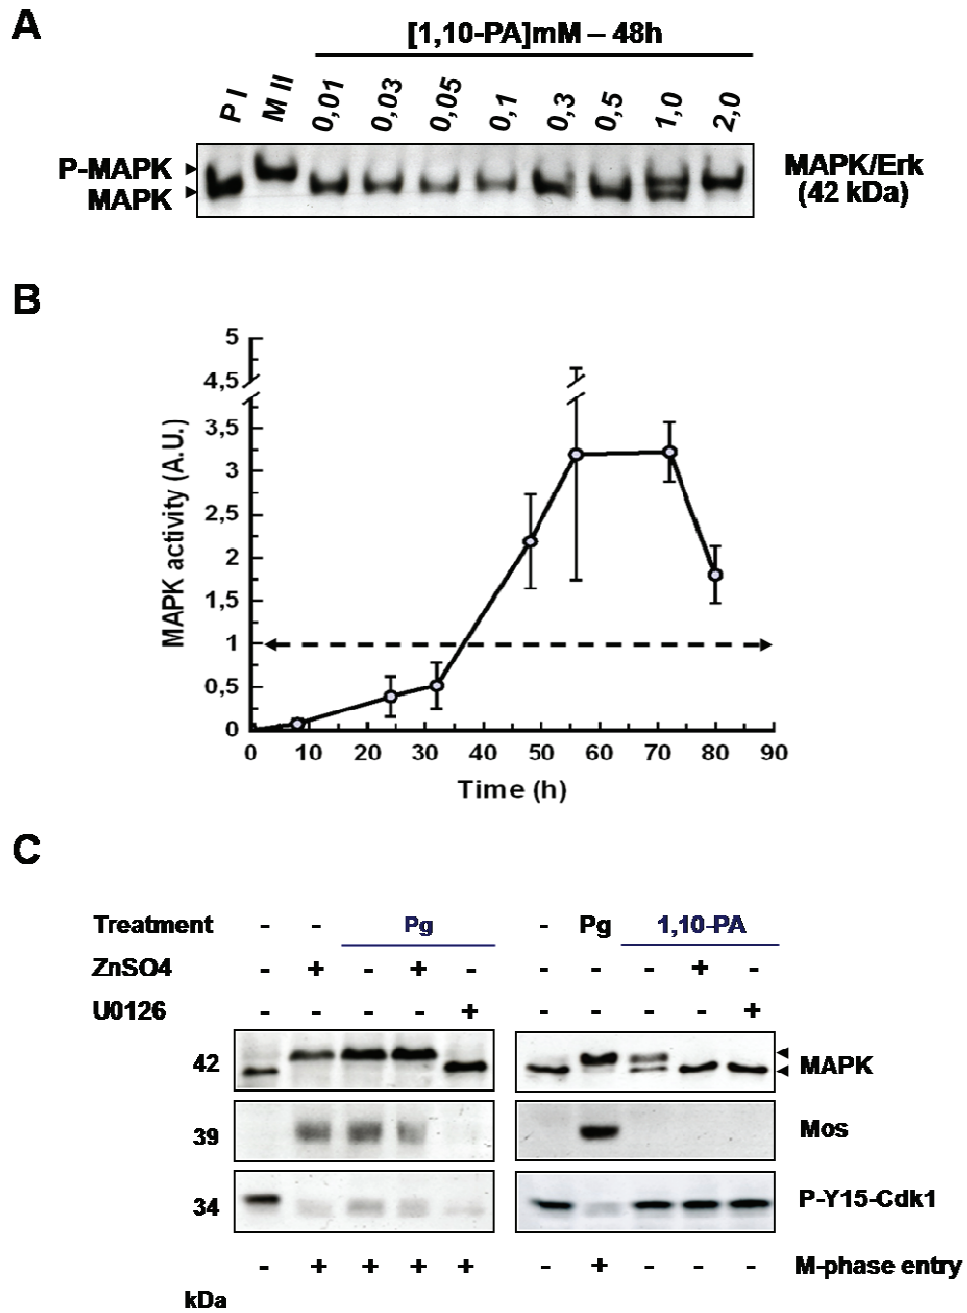 A
[1,10-PA]mM – 48h
P I M II 0,01 0,03 0,05 0,1 0,3 0,5 1,0 2,0
P-MAPK
MAPK
MAPK/Erk
(42 kDa)
B
5
4,5
3,5
3
2,5
2
1,5
1
0,5
0
MAPK activity (A.U.)
0 10 20 30 40 50 60 70 80 90
Time (h)
C
Treatment - - Pg - Pg 1,10-PA
ZnSO4 - + - + - - - - + -
U0126 - - - - + - - - - +
42 MAPK
39 Mos
34 P-Y15-Cdk1
- + + + + - + - - - M-phase entry
kDa